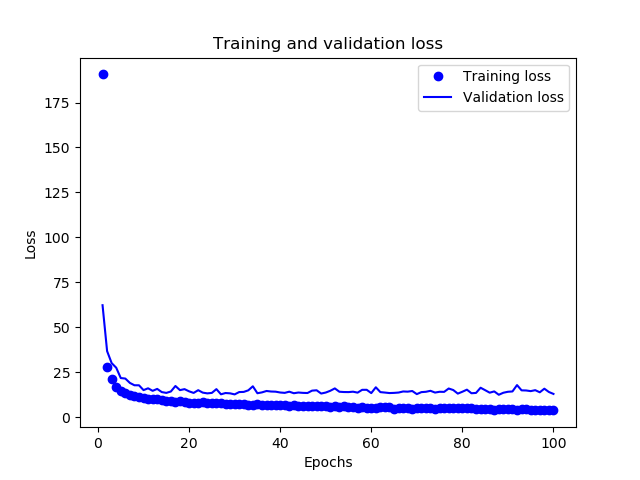 Training and validation loss
Training loss
Validation loss
175
150
125
100
75
50
25
0
Loss
0
20
40
60
80
100
Epochs